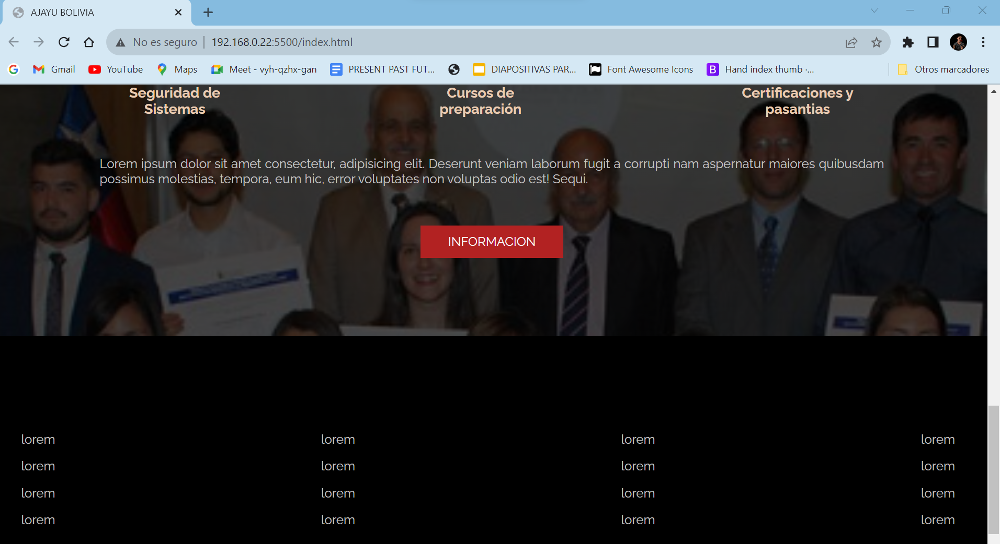 AJAYU BOLIVIA
No es seguro | 192.168.0.22:5500/index.html
Gmail YouTube Maps Meet - vyh-qzhx-gan PRESENT PAST FUT... DIAPOSITIVAS PAR... Font Awesome Icons B Hand index thumb ·... Otros marcadores
Seguridad de
Sistemas
Cursos de
preparación
Certificaciones y
pasantias
Lorem ipsum dolor sit amet consectetur, adipisicing elit. Deserunt veniam laborum fugit a corrupti nam aspernatur maiores quibusdam
possimus molestias, tempora, eum hic, error voluptates non voluptas odio est! Sequi.
INFORMACION
lorem lorem lorem lorem
lorem lorem lorem lorem
lorem lorem lorem lorem
lorem lorem lorem lorem